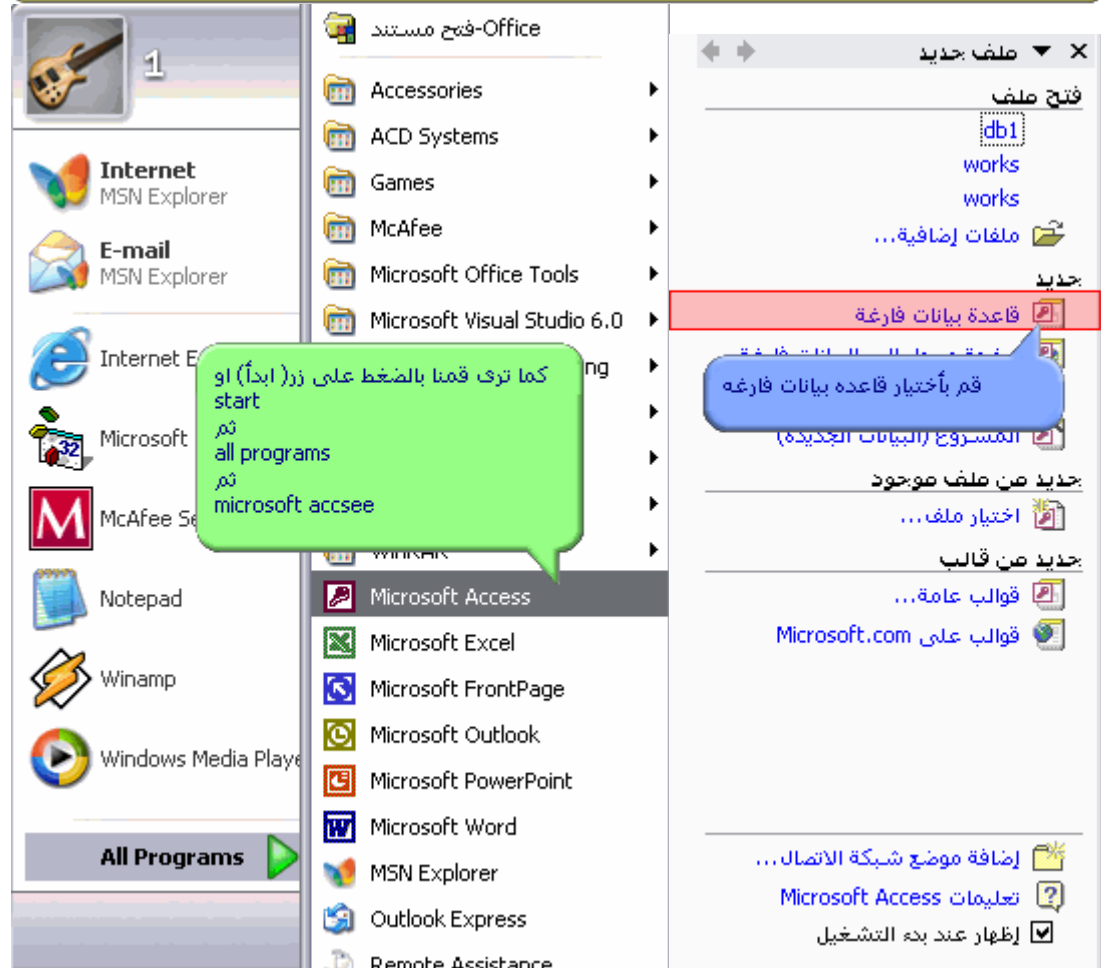 1
Internet
MSN Explorer
E-mail
MSN Explorer
Internet E
Microsoft
McAfee Se
Notepad
Winamp
Windows Media Playe
All Programs
فتح مستند-Office
Accessories
ACD Systems
Games
McAfee
Microsoft Office Tools
Microsoft Visual Studio 6.0
ng
كما ترى قمنا بالضغط على زر( ابدأ) او
start
ثم
all programs
ثم
microsoft accsee
WinRAR
Microsoft Access
Microsoft Excel
Microsoft FrontPage
Microsoft Outlook
Microsoft PowerPoint
Microsoft Word
MSN Explorer
Outlook Express
Remote Assistance
ملف جديد
فتح ملف
db1
works
works
ملفات إضافية...
جديد
قاعدة بيانات فارغة
قم بأختيار قاعده بيانات فارغه
المشروع (البيانات الجديدة)
جديد من ملف موجود
اختيار ملف...
جديد من قالب
قوالب عامة...
قوالب على Microsoft.com
إضافة موضع شبكة الاتصال...
تعليمات Microsoft Access
إظهار عند بدء التشغيل